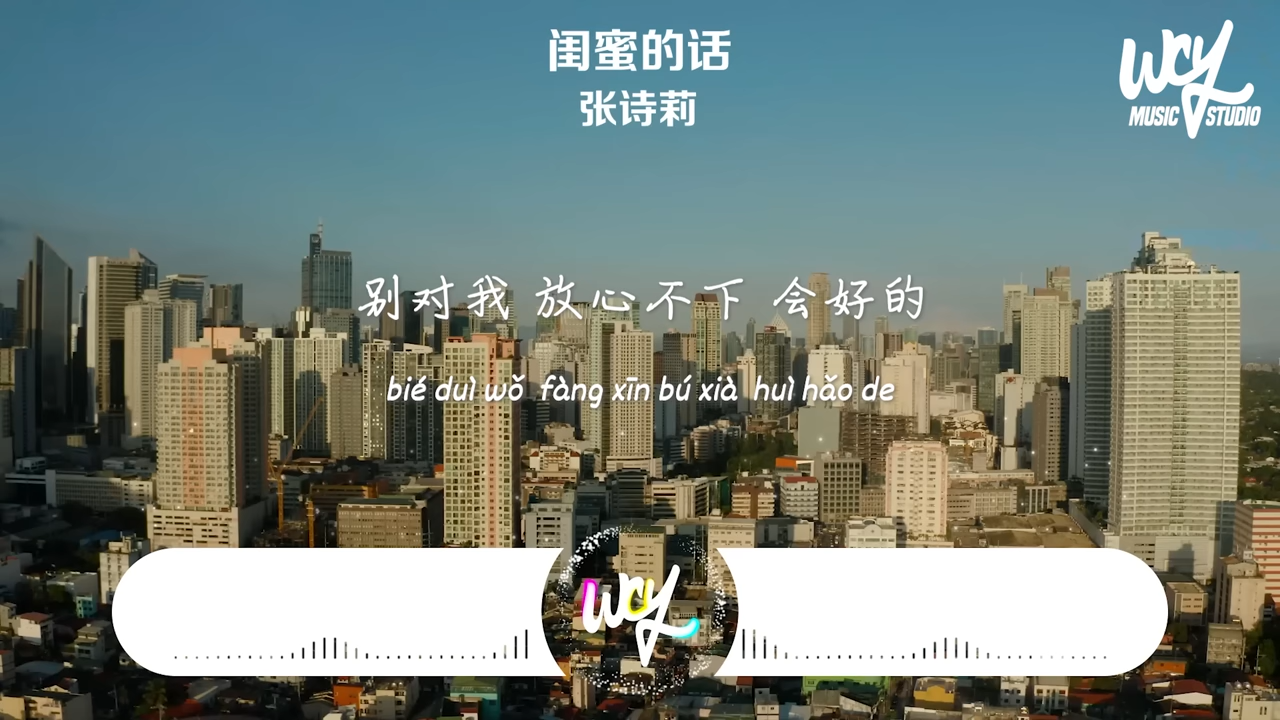 闺蜜的话
张诗莉
WCY
MUSIC STUDIO
别对我 放心不下 会好的
bié duì wǒ fàng xīn bú xià huì hǎo de
wcy